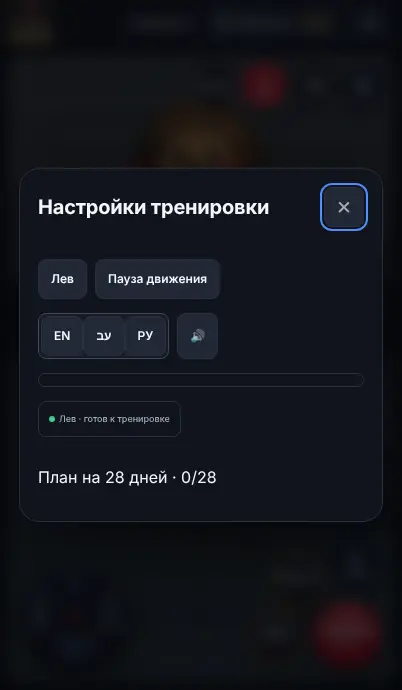 Настройки тренировки
Лев
Пауза движения
EN עב РУ
Лев · готов к тренировке
План на 28 дней · 0/28